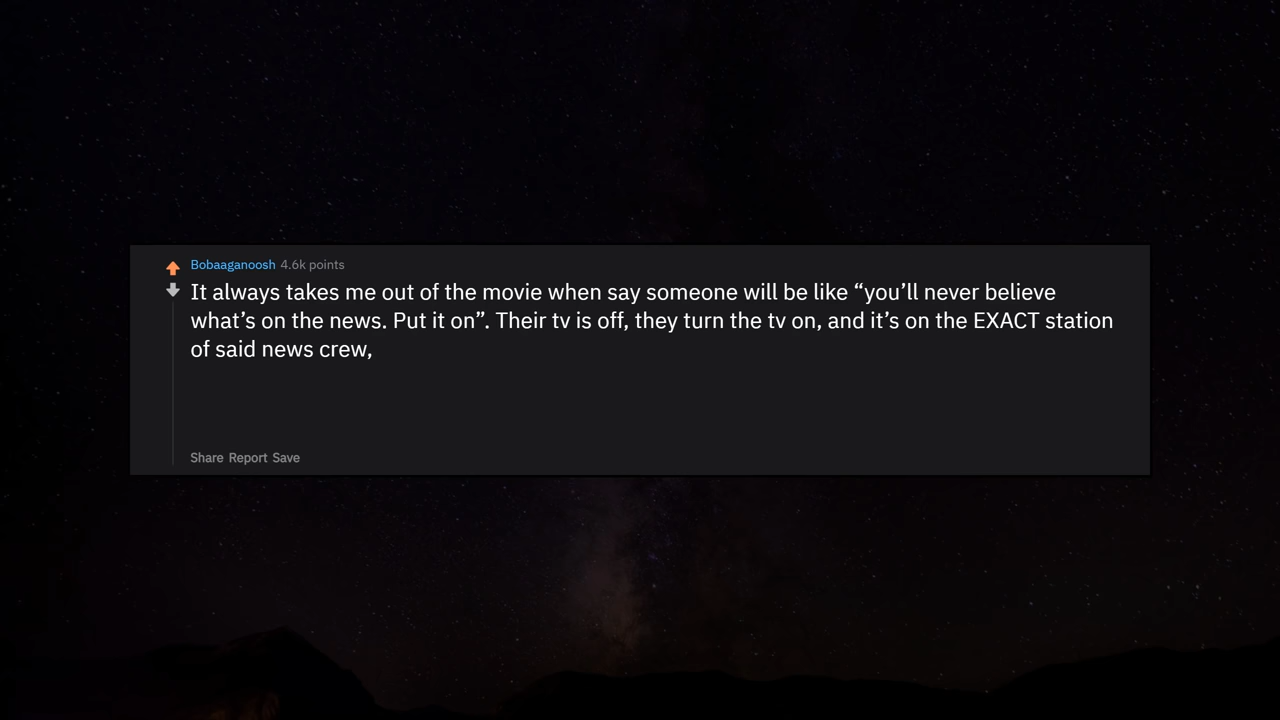 Bobaaganoosh 4.6k points
It always takes me out of the movie when say someone will be like “you’ll never believe
what’s on the news. Put it on”. Their tv is off, they turn the tv on, and it’s on the EXACT station
of said news crew,
Share Report Save